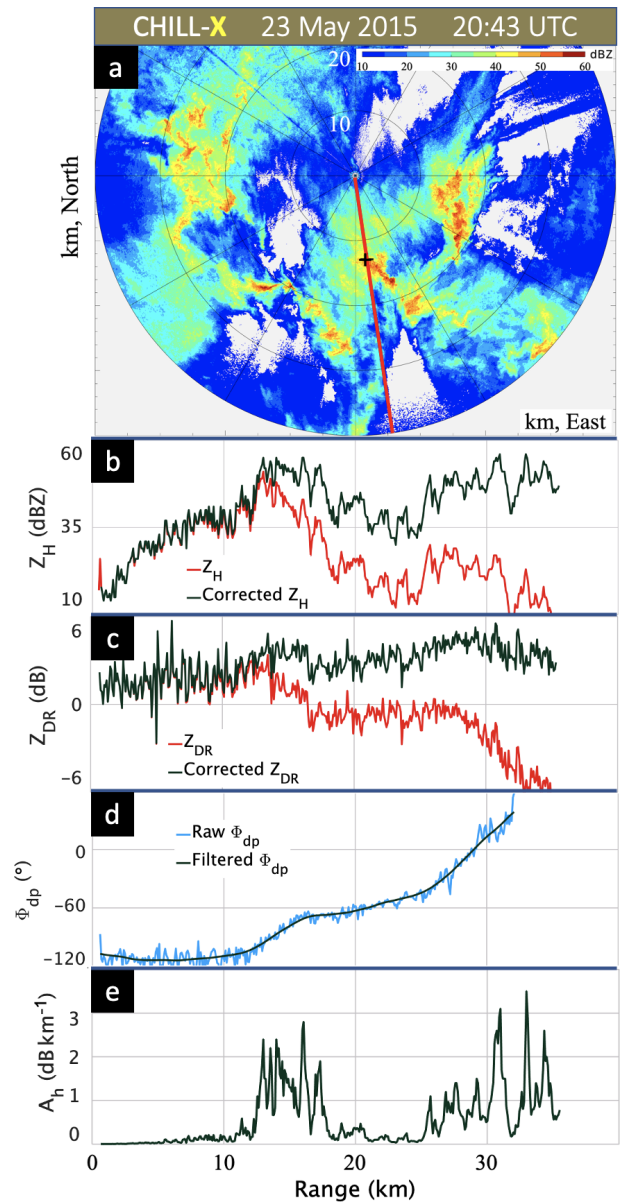 CHILL-X 23 May 2015 20:43 UTC
a
20
dBZ
10 20 30 40 50 60
10
km, North
km, East
b
60
35
10
Z_H (dBZ)
Z_H
Corrected Z_H
c
6
0
−6
Z_DR (dB)
Z_DR
Corrected Z_DR
d
Raw Φ_dp
Filtered Φ_dp
0
−60
−120
Φ_dp (°)
e
3
2
1
0
A_h (dB km⁻¹)
0 10 20 30
Range (km)